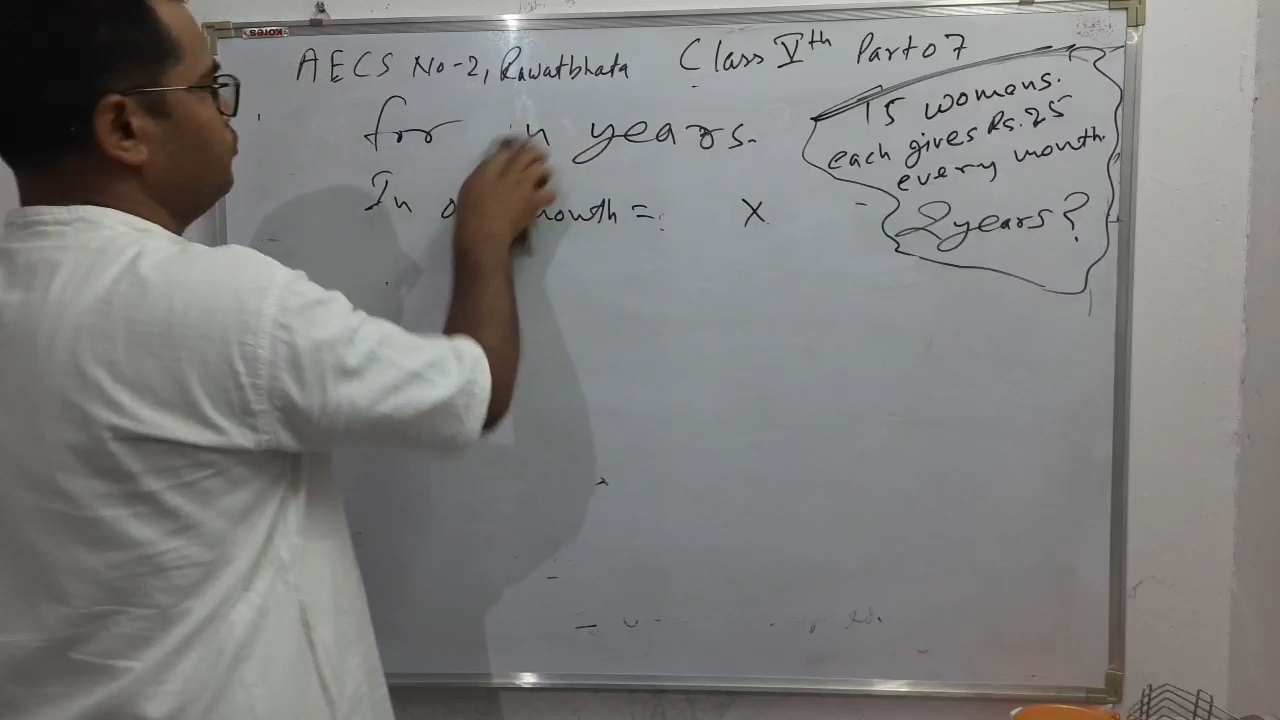 Kores
AECS No-2, Rawatbhata Class Vth Part 07
for years.
In month = X
15 womens.
each gives Rs. 25
every month
2 years?